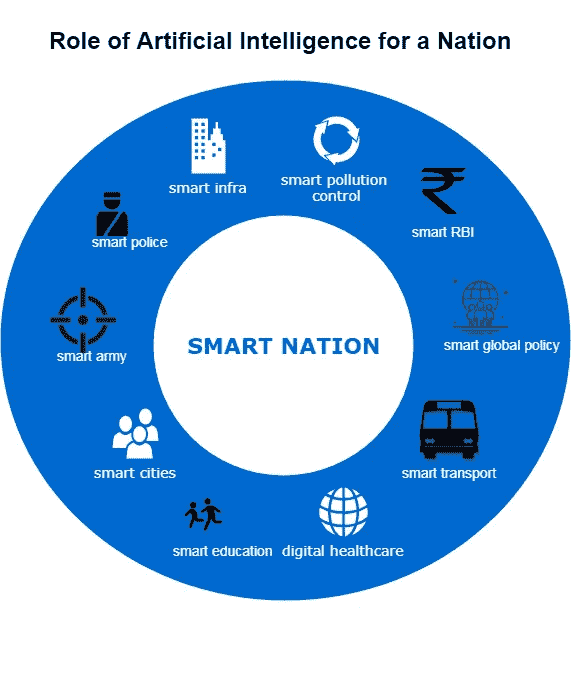 Role of Artificial Intelligence for a Nation
smart infra
smart pollution
control
smart RBI
smart police
smart global policy
smart army
SMART NATION
smart cities
smart transport
smart education
digital healthcare